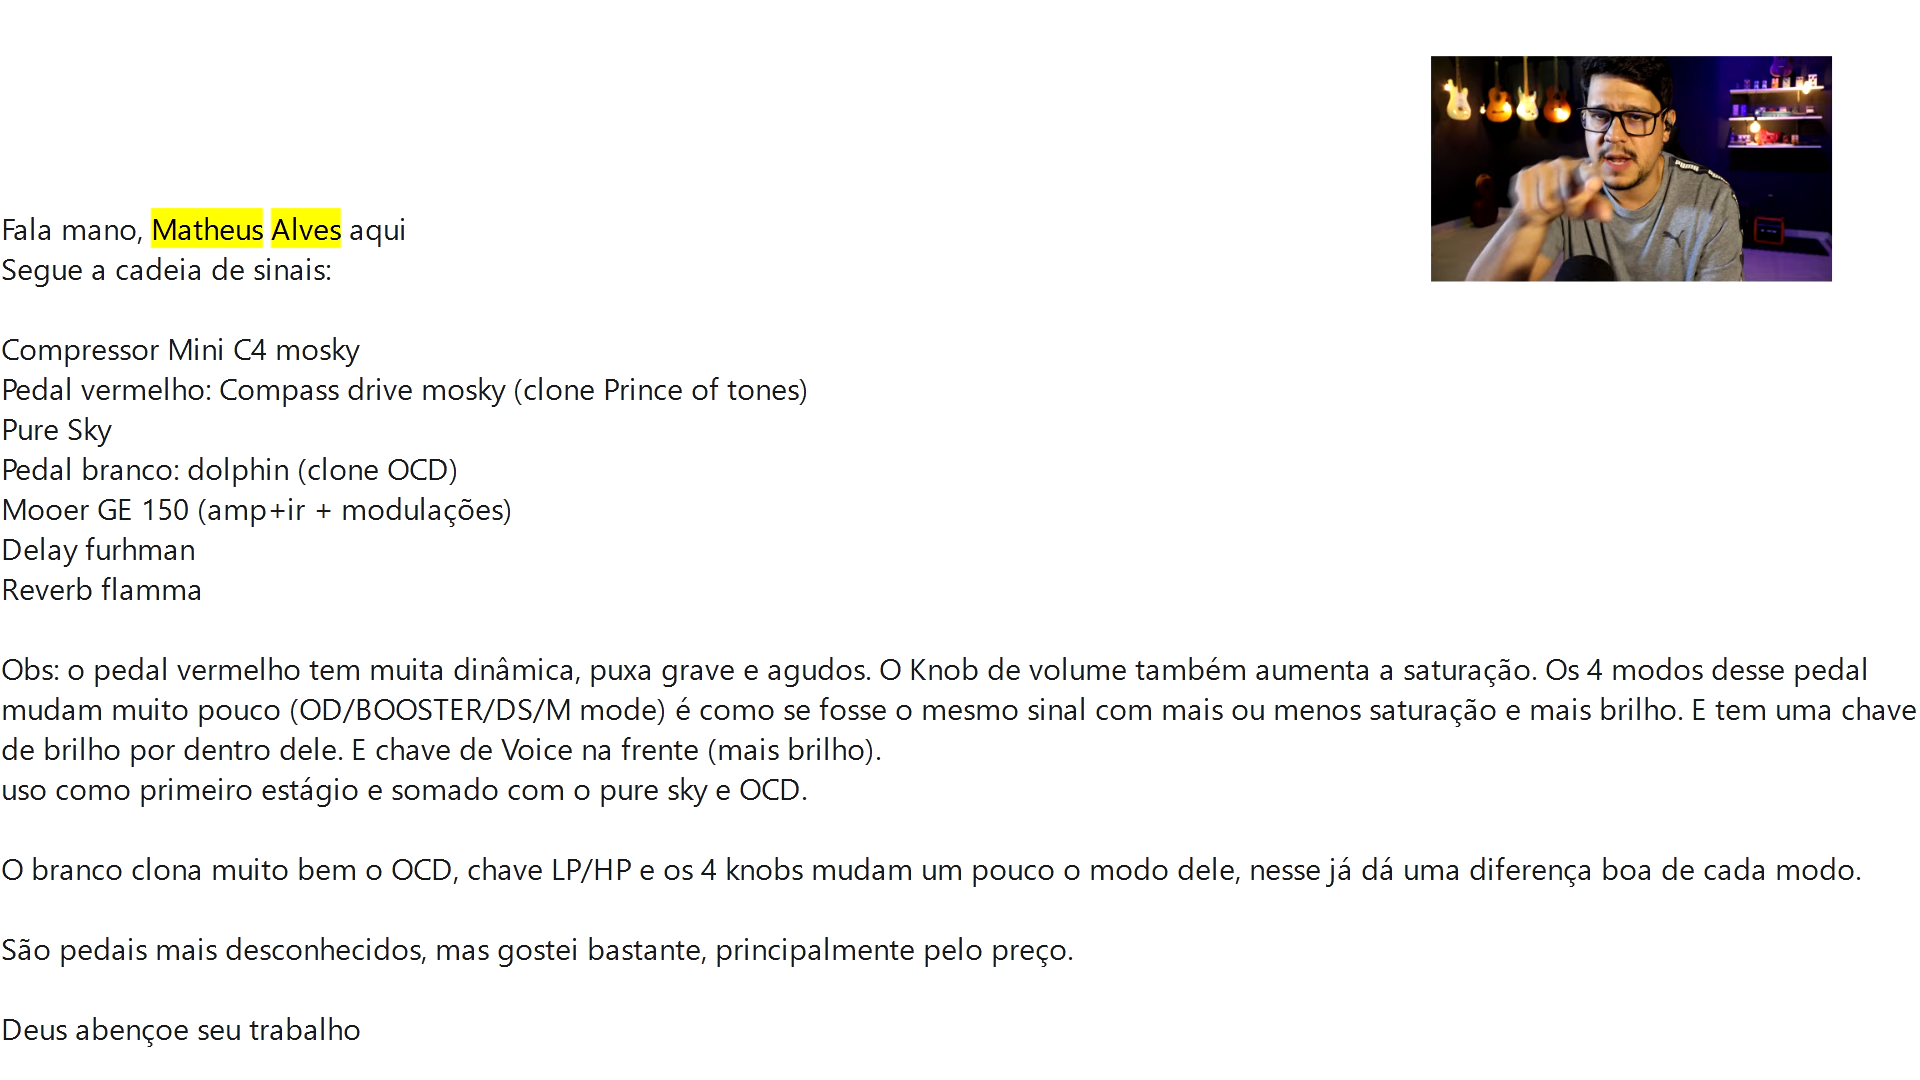 Fala mano, Matheus Alves aqui
Segue a cadeia de sinais:
Compressor Mini C4 mosky
Pedal vermelho: Compass drive mosky (clone Prince of tones)
Pure Sky
Pedal branco: dolphin (clone OCD)
Mooer GE 150 (amp+ir + modulações)
Delay furhman
Reverb flamma
Obs: o pedal vermelho tem muita dinâmica, puxa grave e agudos. O Knob de volume também aumenta a saturação. Os 4 modos desse pedal
mudam muito pouco (OD/BOOSTER/DS/M mode) é como se fosse o mesmo sinal com mais ou menos saturação e mais brilho. E tem uma chave
de brilho por dentro dele. E chave de Voice na frente (mais brilho).
uso como primeiro estágio e somado com o pure sky e OCD.
O branco clona muito bem o OCD, chave LP/HP e os 4 knobs mudam um pouco o modo dele, nesse já dá uma diferença boa de cada modo.
São pedais mais desconhecidos, mas gostei bastante, principalmente pelo preço.
Deus abençoe seu trabalho
PUMA